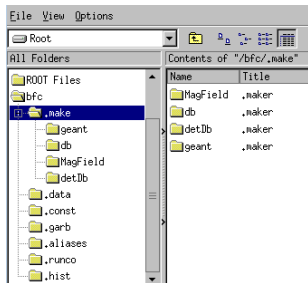 File View Options
Root
All Folders
Contents of "/bfc/.make"
ROOT Files
bfc
.make
geant
db
MagField
detDb
.data
.const
.garb
.aliases
.runco
.hist
Name Title
MagField .maker
db .maker
detDb .maker
geant .maker